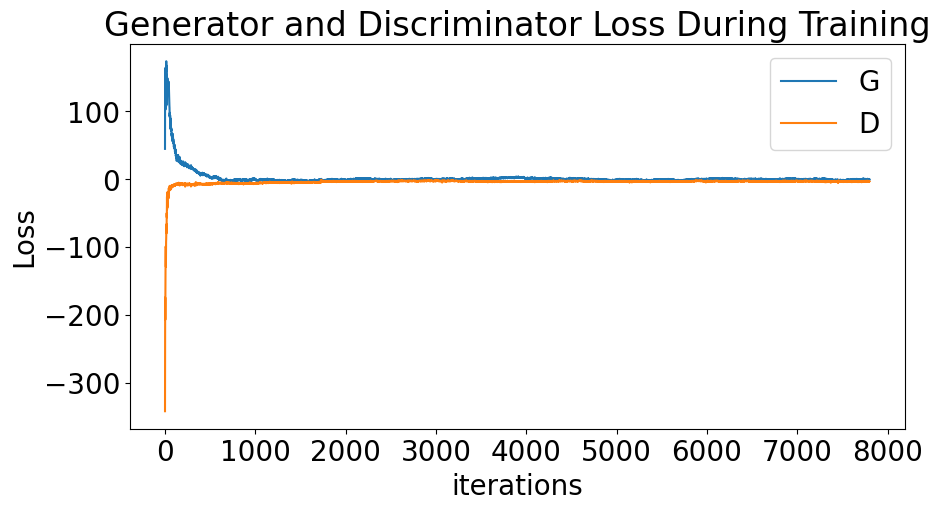 Generator and Discriminator Loss During Training
G
D
100
0
−100
−200
−300
Loss
0 1000 2000 3000 4000 5000 6000 7000 8000
iterations